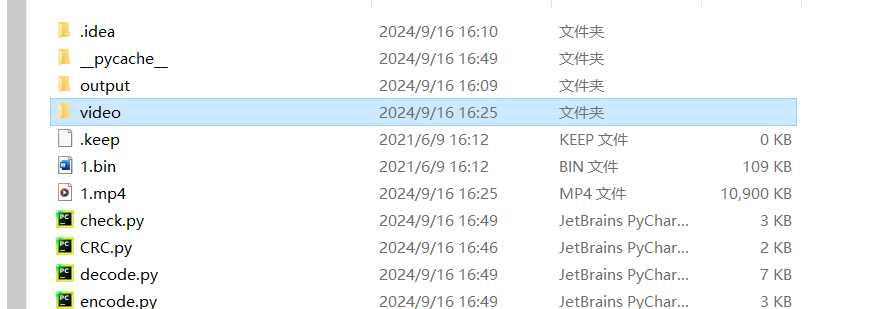 .idea 2024/9/16 16:10 文件夹
__pycache__ 2024/9/16 16:49 文件夹
output 2024/9/16 16:09 文件夹
video 2024/9/16 16:25 文件夹
.keep 2021/6/9 16:12 KEEP 文件 0 KB
1.bin 2021/6/9 16:12 BIN 文件 109 KB
1.mp4 2024/9/16 16:25 MP4 文件 10,900 KB
check.py 2024/9/16 16:49 JetBrains PyChar... 3 KB
CRC.py 2024/9/16 16:46 JetBrains PyChar... 2 KB
decode.py 2024/9/16 16:49 JetBrains PyChar... 7 KB
encode.py 2024/9/16 16:49 JetBrains PyChar... 3 KB